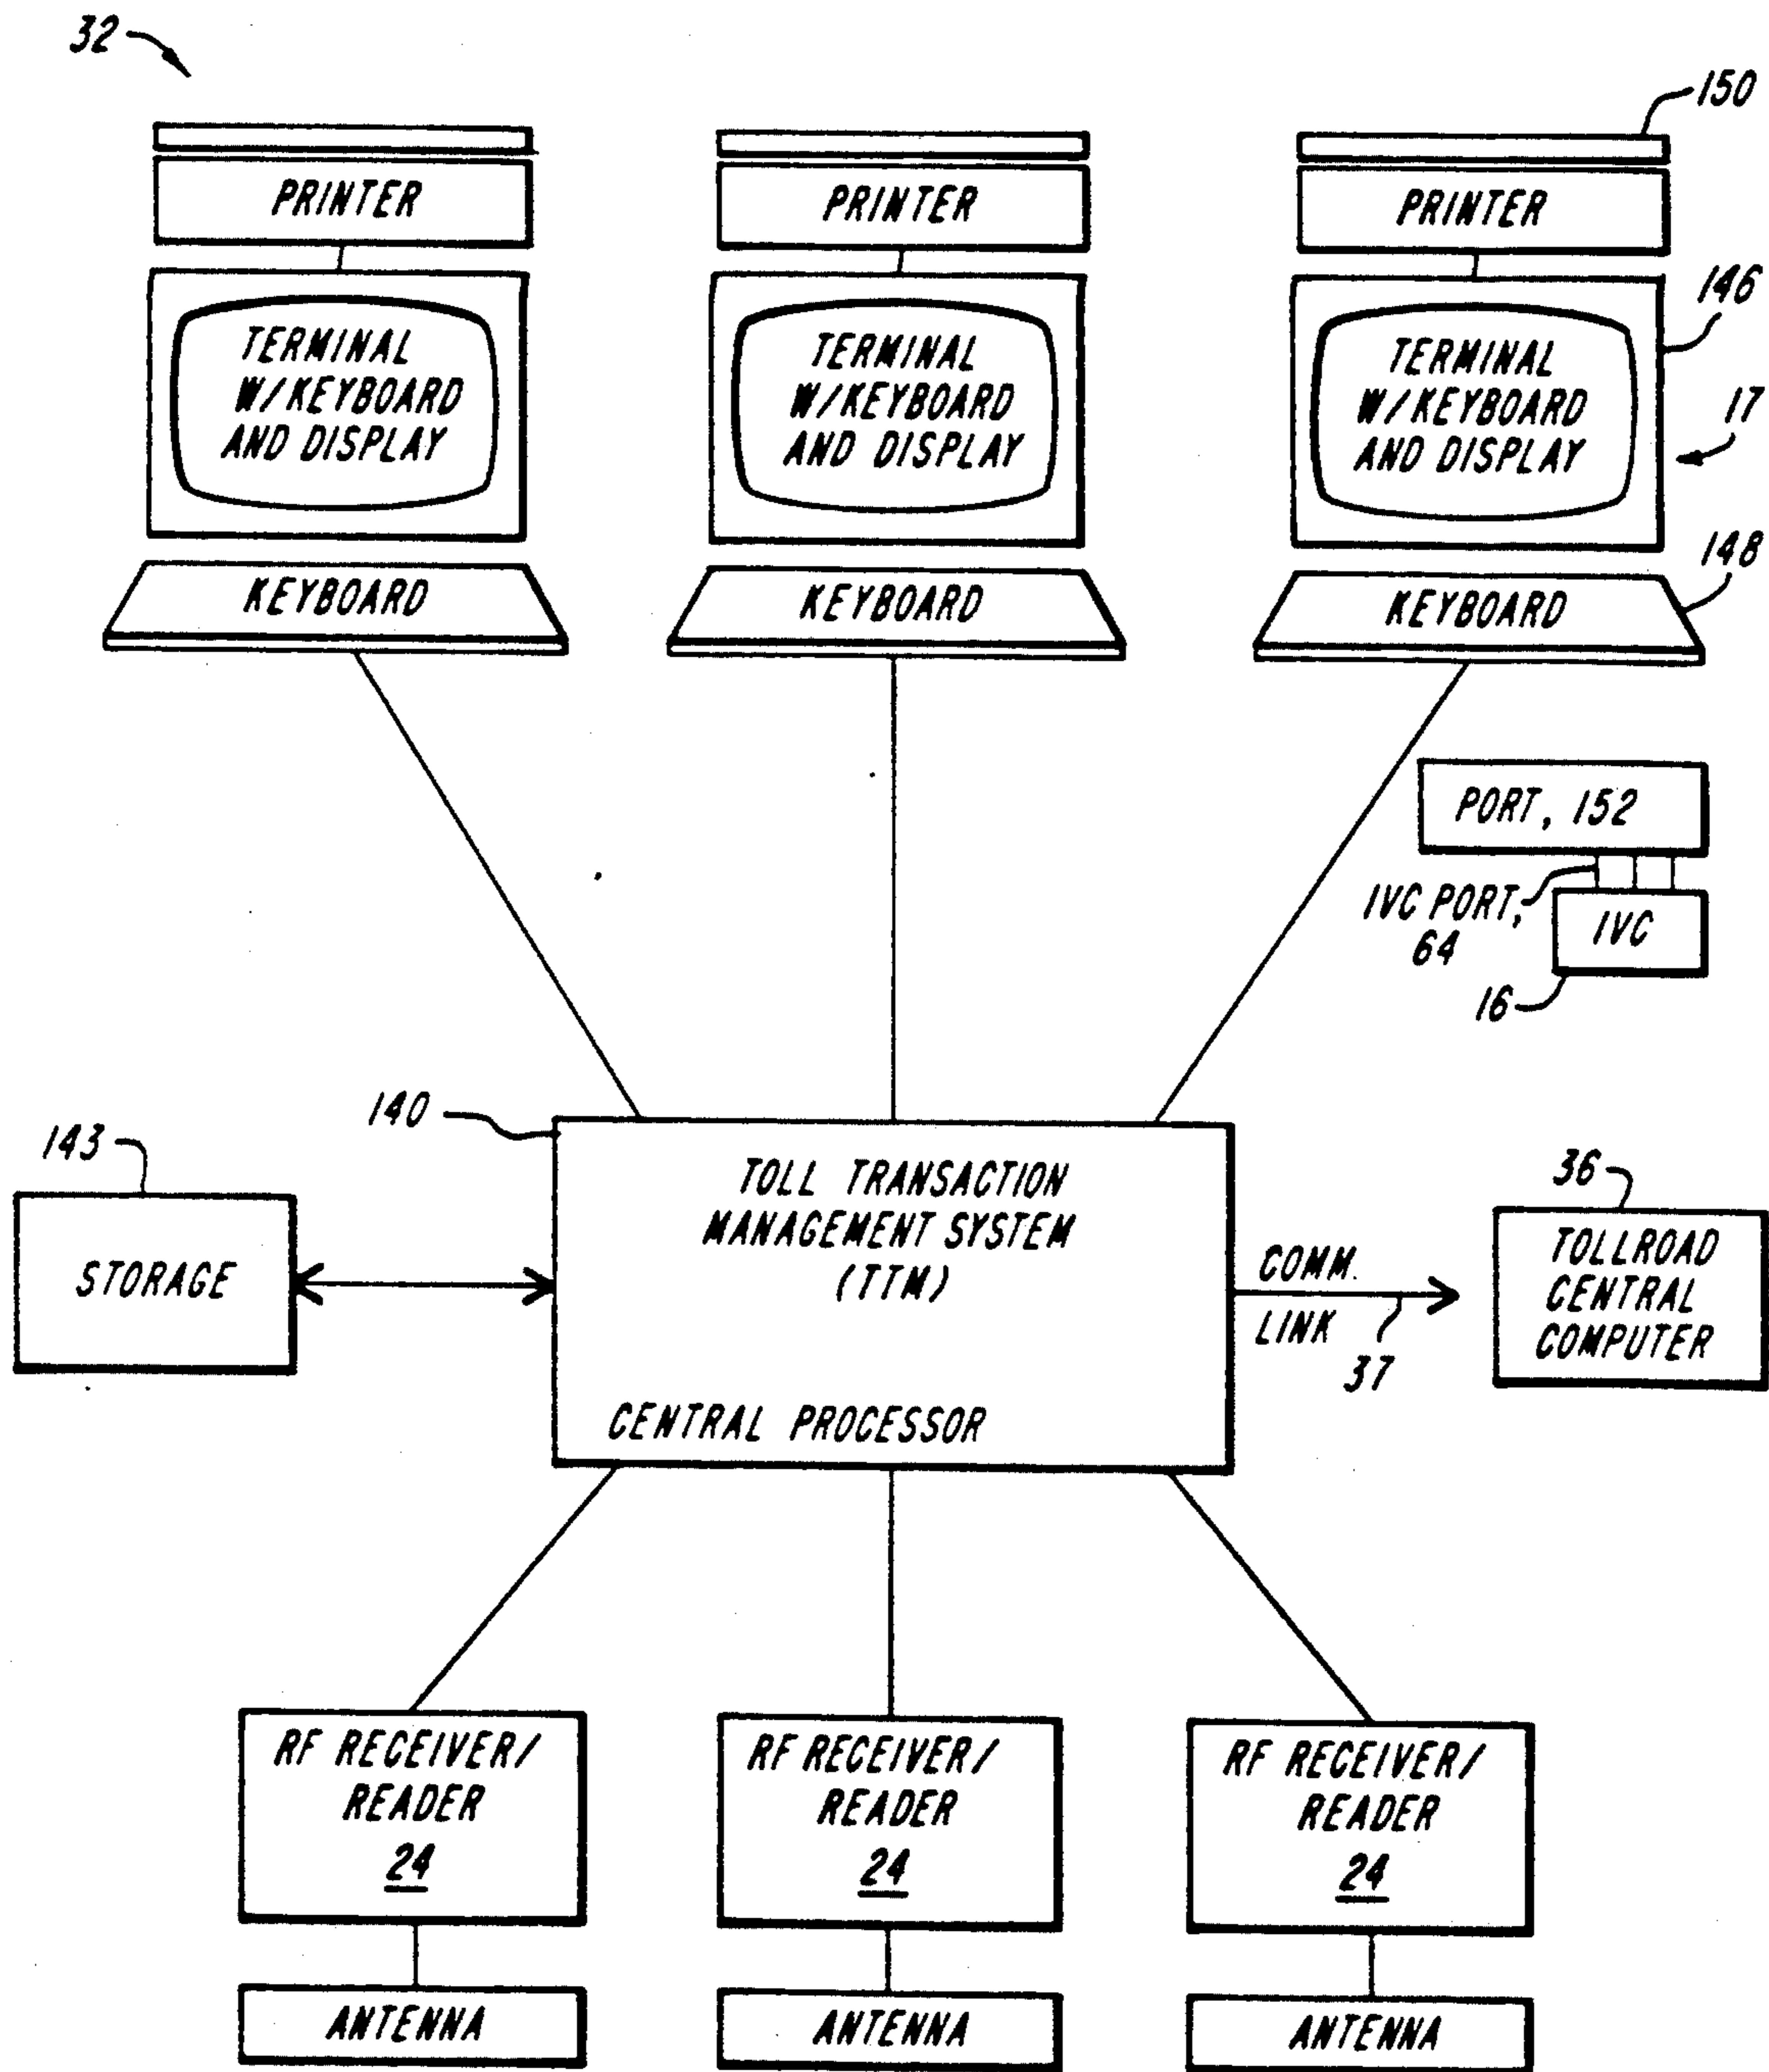 32
150
PRINTER
PRINTER
PRINTER
146
TERMINAL
W/KEYBOARD
AND DISPLAY
TERMINAL
W/KEYBOARD
AND DISPLAY
TERMINAL
W/KEYBOARD
AND DISPLAY
17
148
KEYBOARD
KEYBOARD
KEYBOARD
PORT, 152
IVC PORT,
64
IVC
16
140
143
STORAGE
TOLL TRANSACTION
MANAGEMENT SYSTEM
(TTM)
CENTRAL PROCESSOR
COMM.
LINK
37
36
TOLLROAD
CENTRAL
COMPUTER
RF RECEIVER/
READER
24
RF RECEIVER/
READER
24
RF RECEIVER/
READER
24
ANTENNA
ANTENNA
ANTENNA